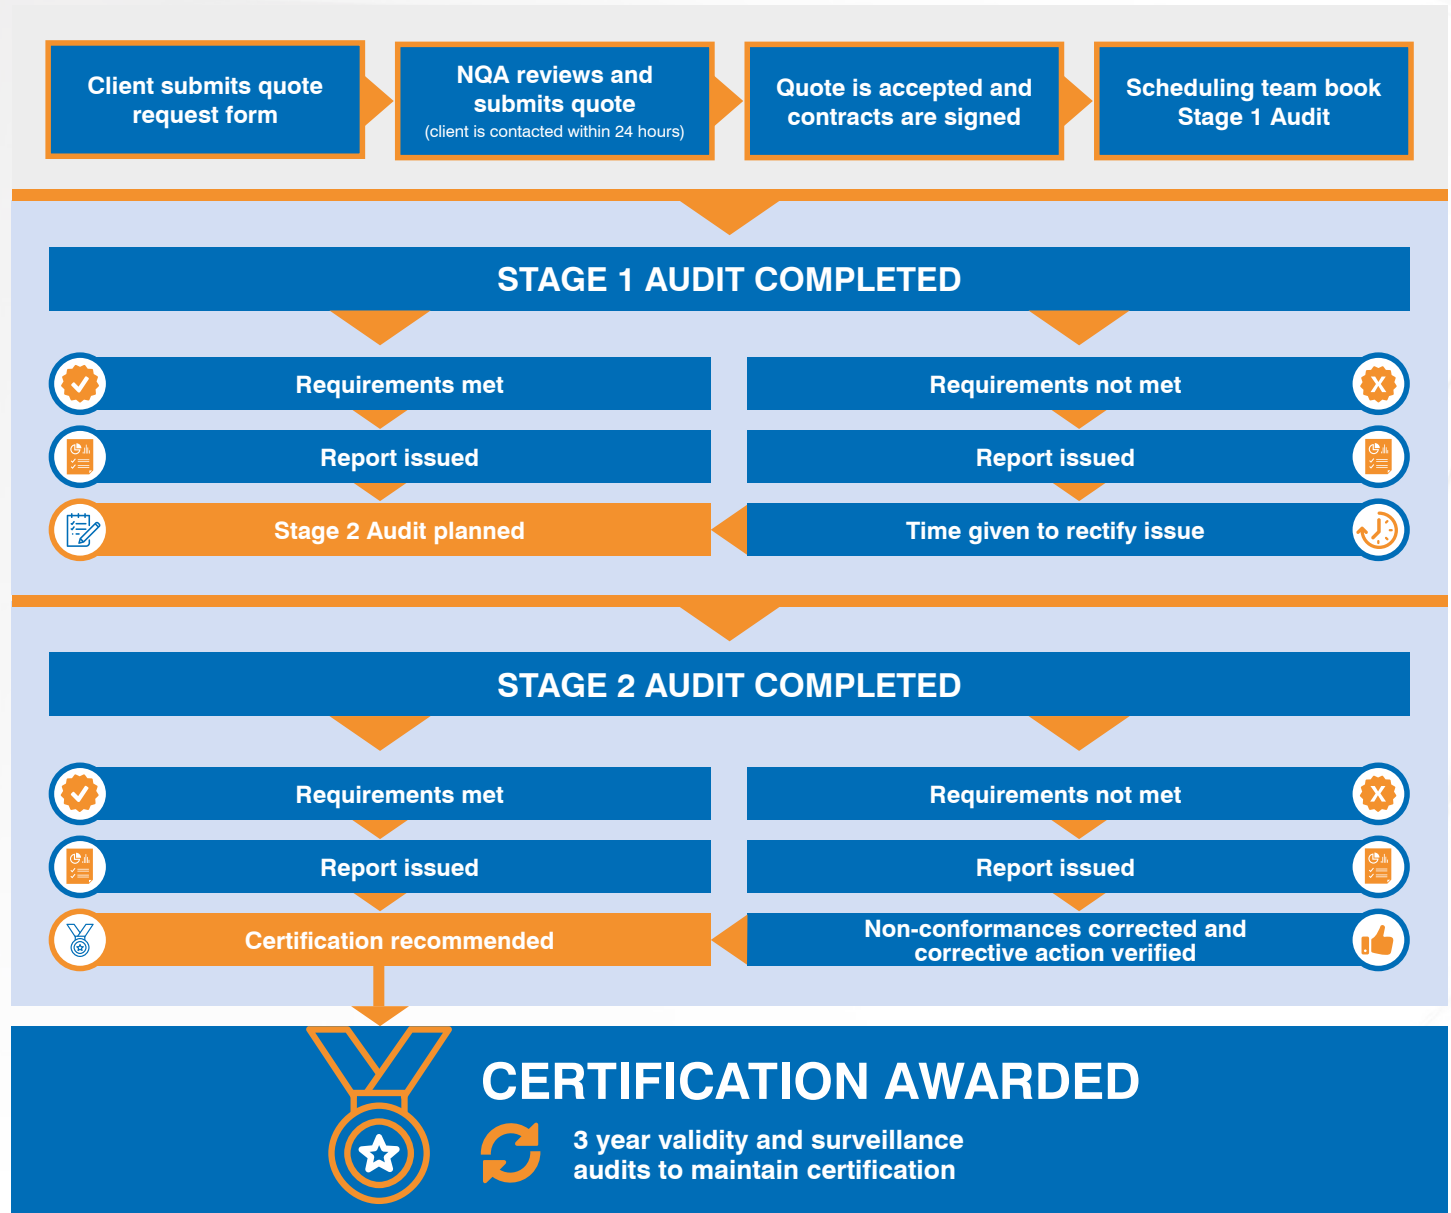 Client submits quote
request form
NQA reviews and
submits quote
(client is contacted within 24 hours)
Quote is accepted and
contracts are signed
Scheduling team book
Stage 1 Audit
STAGE 1 AUDIT COMPLETED
Requirements met
Report issued
Stage 2 Audit planned
Requirements not met
X
Report issued
Time given to rectify issue
STAGE 2 AUDIT COMPLETED
Requirements met
Report issued
Certification recommended
Requirements not met
X
Report issued
Non-conformances corrected and
corrective action verified
CERTIFICATION AWARDED
3 year validity and surveillance
audits to maintain certification